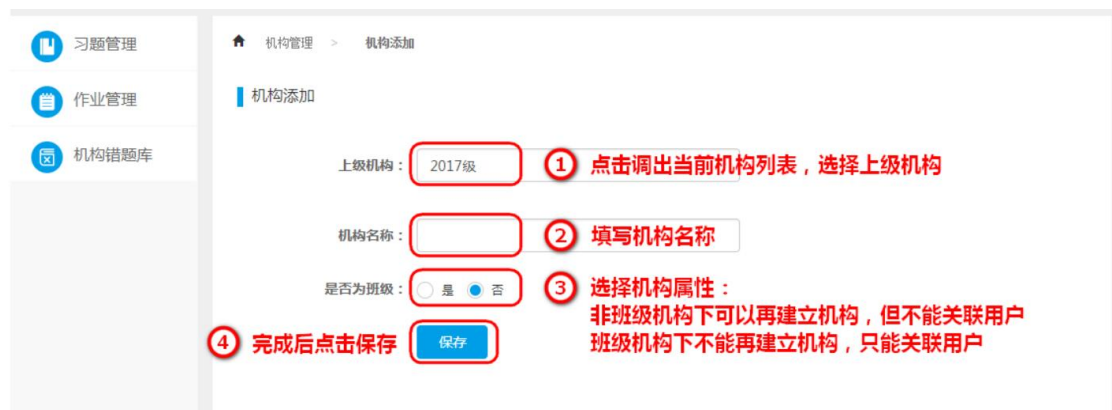 习题管理
作业管理
机构错题库
机构管理 > 机构添加
机构添加
上级机构： 2017级
① 点击调出当前机构列表，选择上级机构
机构名称：
② 填写机构名称
是否为班级： 是 否
③ 选择机构属性：
非班级机构下可以再建立机构，但不能关联用户
班级机构下不能再建立机构，只能关联用户
④ 完成后点击保存 保存